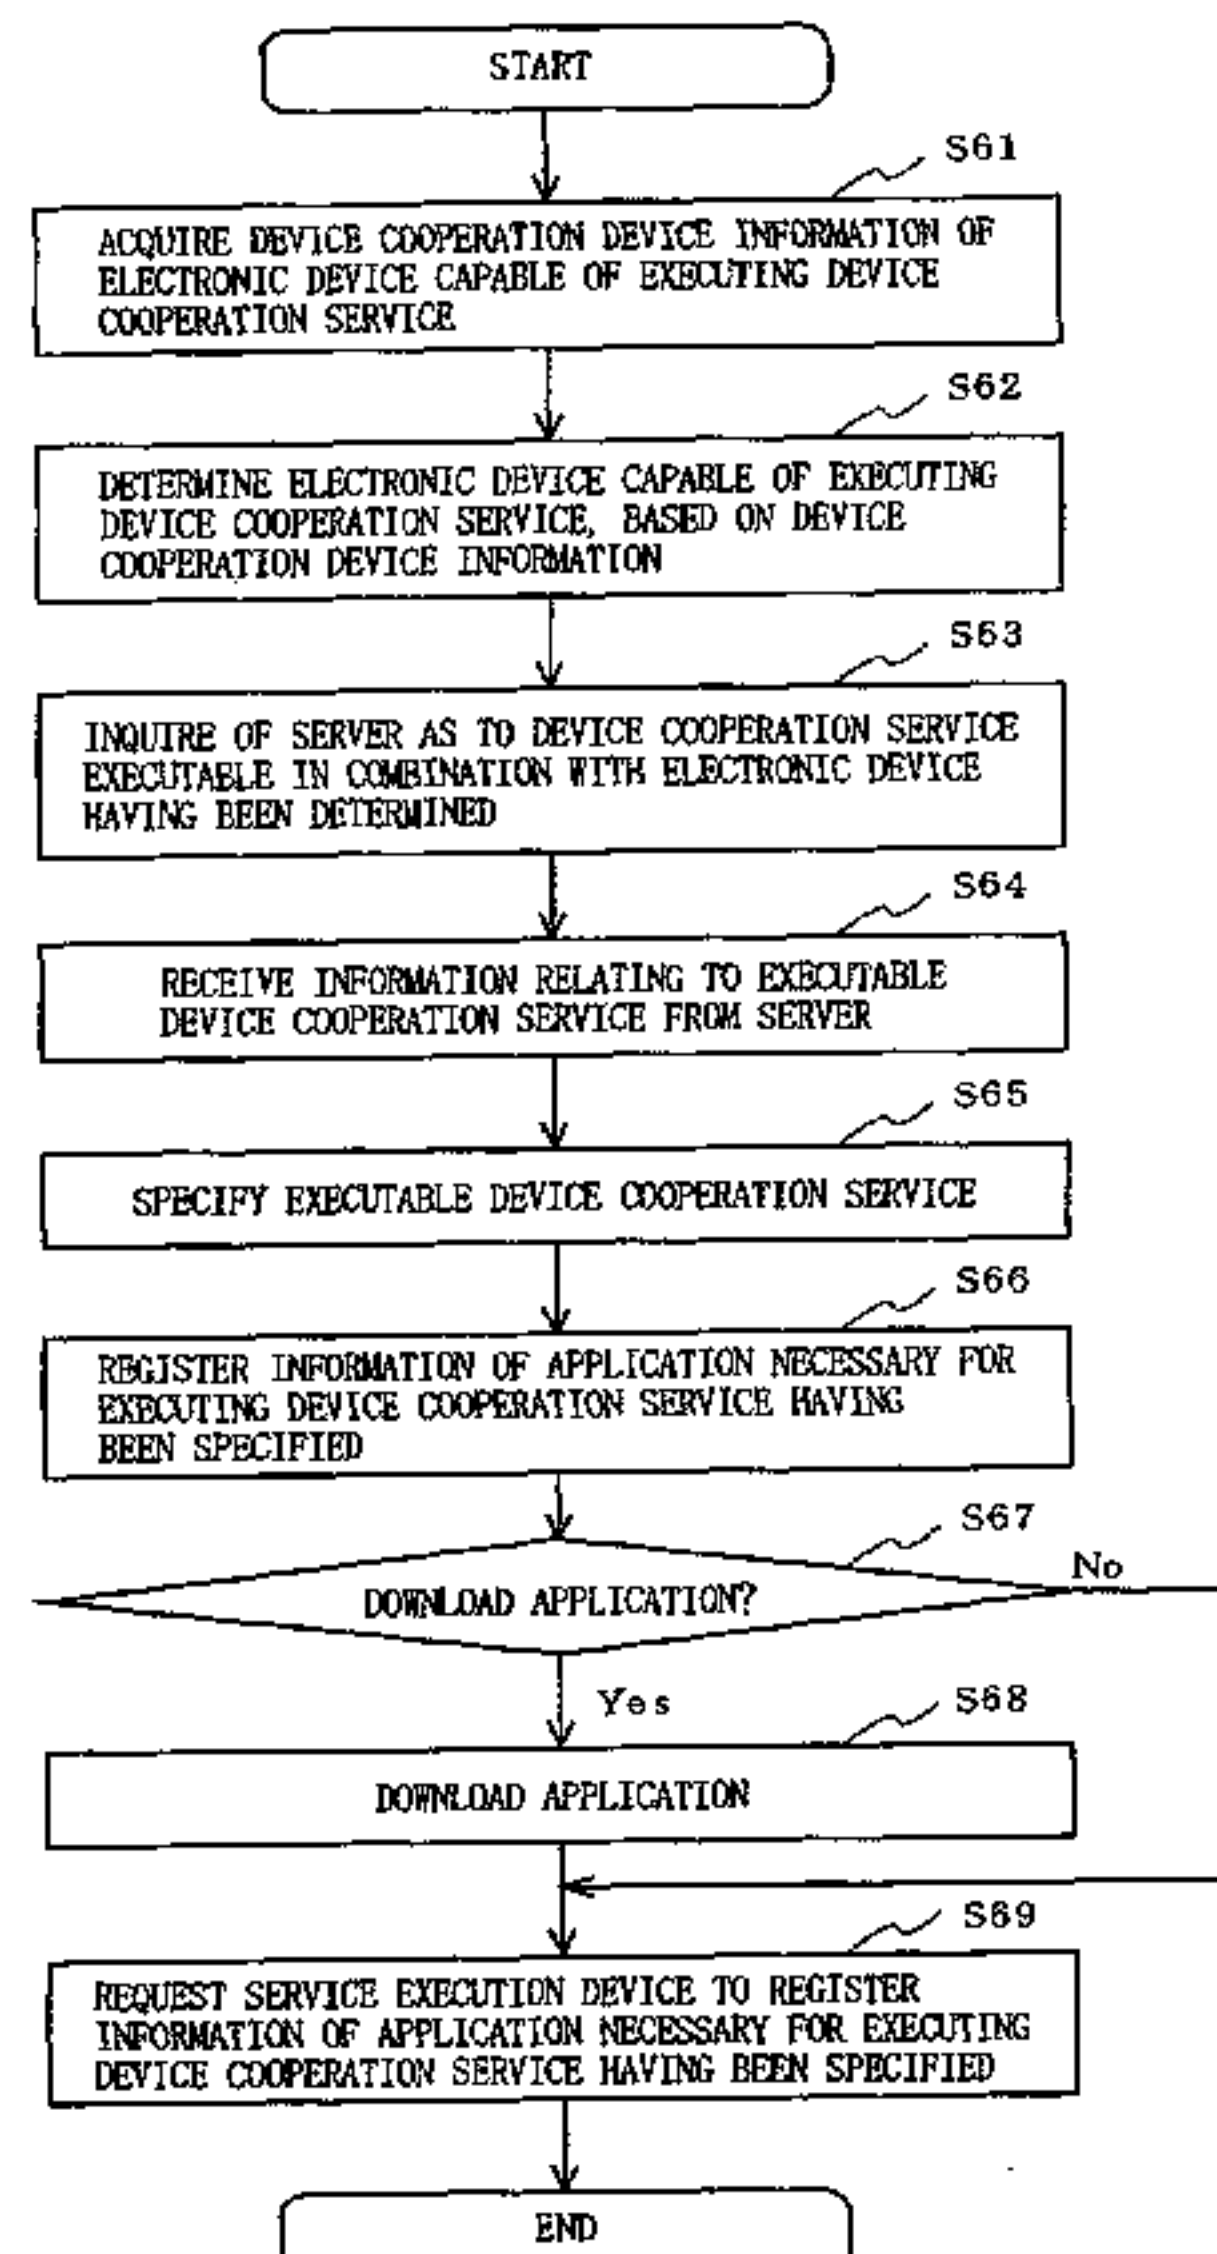 START
S61
ACQUIRE DEVICE COOPERATION DEVICE INFORMATION OF
ELECTRONIC DEVICE CAPABLE OF EXECUTING DEVICE
COOPERATION SERVICE
S62
DETERMINE ELECTRONIC DEVICE CAPABLE OF EXECUTING
DEVICE COOPERATION SERVICE, BASED ON DEVICE
COOPERATION DEVICE INFORMATION
S63
INQUIRE OF SERVER AS TO DEVICE COOPERATION SERVICE
EXECUTABLE IN COMBINATION WITH ELECTRONIC DEVICE
HAVING BEEN DETERMINED
S64
RECEIVE INFORMATION RELATING TO EXECUTABLE
DEVICE COOPERATION SERVICE FROM SERVER
S65
SPECIFY EXECUTABLE DEVICE COOPERATION SERVICE
S66
REGISTER INFORMATION OF APPLICATION NECESSARY FOR
EXECUTING DEVICE COOPERATION SERVICE HAVING
BEEN SPECIFIED
S67
No
DOWNLOAD APPLICATION?
Yes
S68
DOWNLOAD APPLICATION
S69
REQUEST SERVICE EXECUTION DEVICE TO REGISTER
INFORMATION OF APPLICATION NECESSARY FOR EXECUTING
DEVICE COOPERATION SERVICE HAVING BEEN SPECIFIED
END